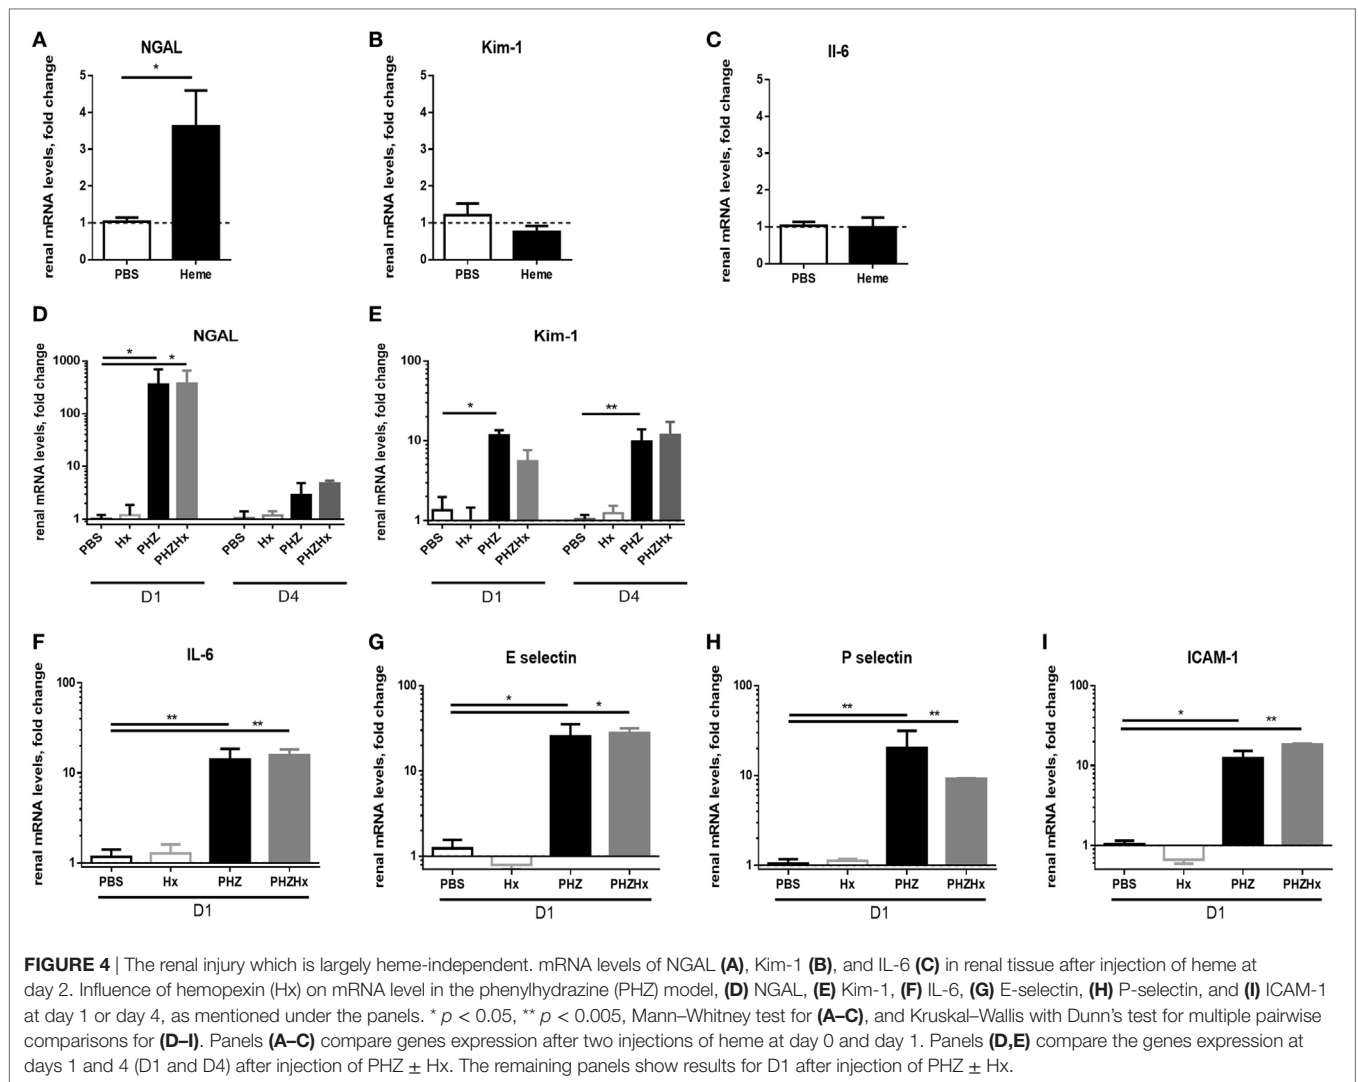 A
NGAL
renal mRNA levels, fold change
5
4
3
2
1
0
*
PBS
Heme
B
Kim-1
renal mRNA levels, fold change
5
4
3
2
1
0
PBS
Heme
C
Il-6
renal mRNA levels, fold change
5
4
3
2
1
0
PBS
Heme
D
NGAL
renal mRNA levels, fold change
1000
100
10
1
*
*
PBS
Hx
PHZ
PHZHx
PBS
Hx
PHZ
PHZHx
D1
D4
E
Kim-1
renal mRNA levels, fold change
100
10
1
*
**
PBS
Hx
PHZ
PHZHx
PBS
Hx
PHZ
PHZHx
D1
D4
F
IL-6
renal mRNA levels, fold change
100
10
1
**
**
PBS
Hx
PHZ
PHZHx
D1
G
E selectin
renal mRNA levels, fold change
100
10
1
*
*
PBS
Hx
PHZ
PHZHx
D1
H
P selectin
renal mRNA levels, fold change
100
10
1
**
**
PBS
Hx
PHZ
PHZHx
D1
I
ICAM-1
renal mRNA levels, fold change
100
10
1
*
**
PBS
Hx
PHZ
PHZHx
D1
FIGURE 4 | The renal injury which is largely heme-independent. mRNA levels of NGAL (A), Kim-1 (B), and IL-6 (C) in renal tissue after injection of heme at
day 2. Influence of hemopexin (Hx) on mRNA level in the phenylhydrazine (PHZ) model, (D) NGAL, (E) Kim-1, (F) IL-6, (G) E-selectin, (H) P-selectin, and (I) ICAM-1
at day 1 or day 4, as mentioned under the panels. * p < 0.05, ** p < 0.005, Mann–Whitney test for (A–C), and Kruskal–Wallis with Dunn's test for multiple pairwise
comparisons for (D–I). Panels (A–C) compare genes expression after two injections of heme at day 0 and day 1. Panels (D,E) compare the genes expression at
days 1 and 4 (D1 and D4) after injection of PHZ ± Hx. The remaining panels show results for D1 after injection of PHZ ± Hx.